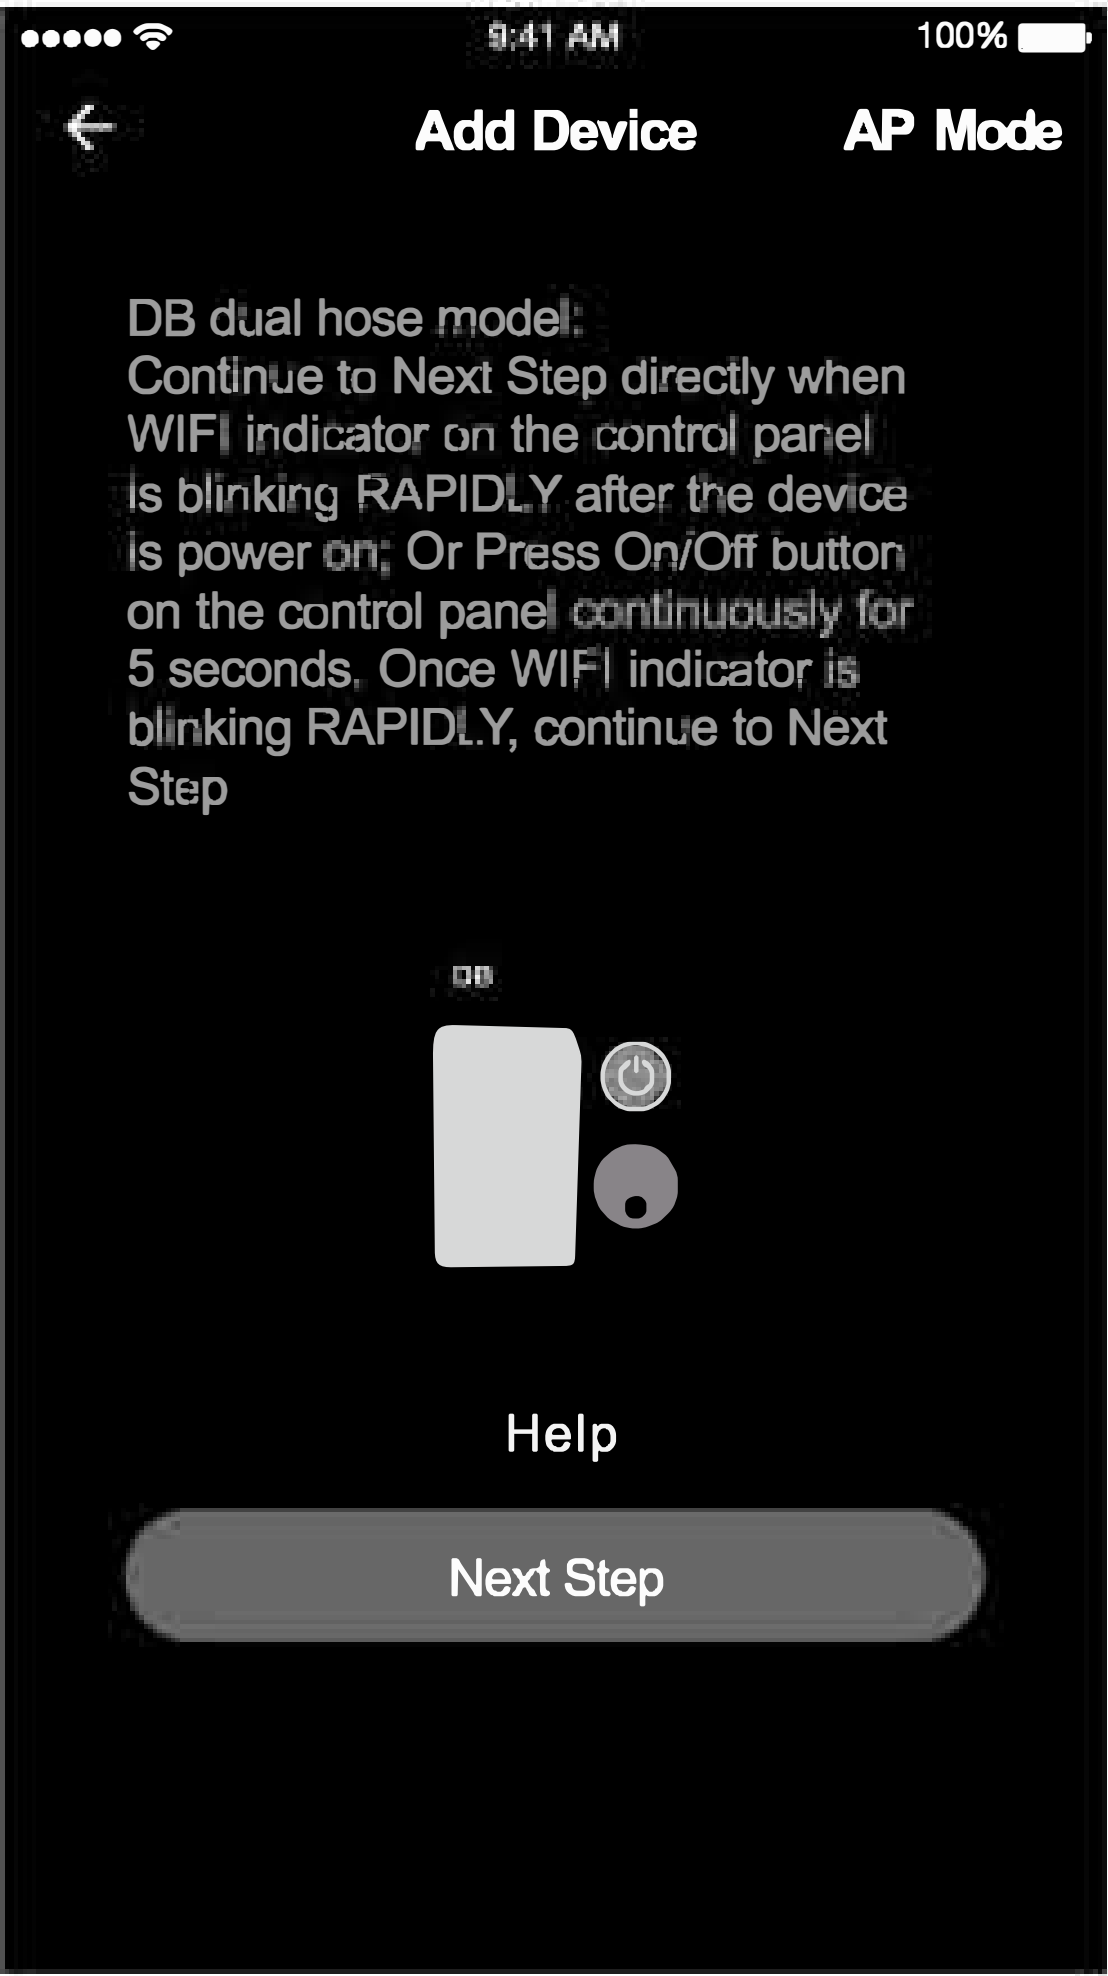 9:41 AM 100%
Add Device AP Mode
DB dual hose model:
Continue to Next Step directly when
WIFI indicator on the control panel
is blinking RAPIDLY after the device
is power on; Or Press On/Off button
on the control panel continuously for
5 seconds. Once WIFI indicator is
blinking RAPIDLY, continue to Next
Step
DB
Help
Next Step